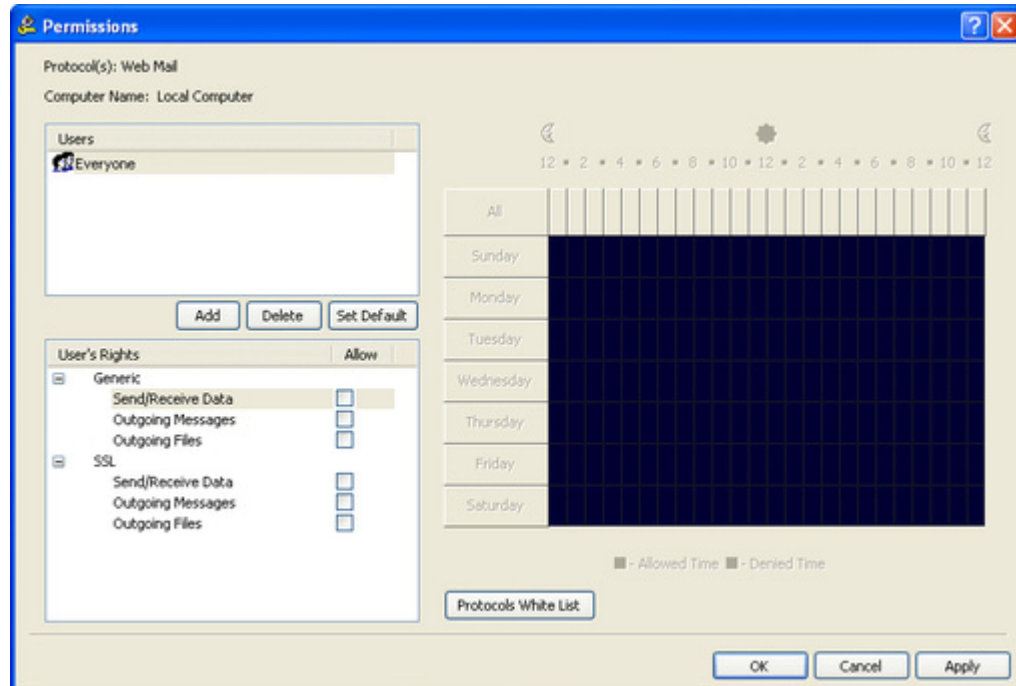 Permissions
Protocol(s): Web Mail
Computer Name: Local Computer
Users
Everyone
Add Delete Set Default
User's Rights Allow
Generic
Send/Receive Data
Outgoing Messages
Outgoing Files
SSL
Send/Receive Data
Outgoing Messages
Outgoing Files
12 • 2 • 4 • 6 • 8 • 10 • 12 • 2 • 4 • 6 • 8 • 10 • 12
All
Sunday
Monday
Tuesday
Wednesday
Thursday
Friday
Saturday
- Allowed Time - Denied Time
Protocols White List
OK Cancel Apply